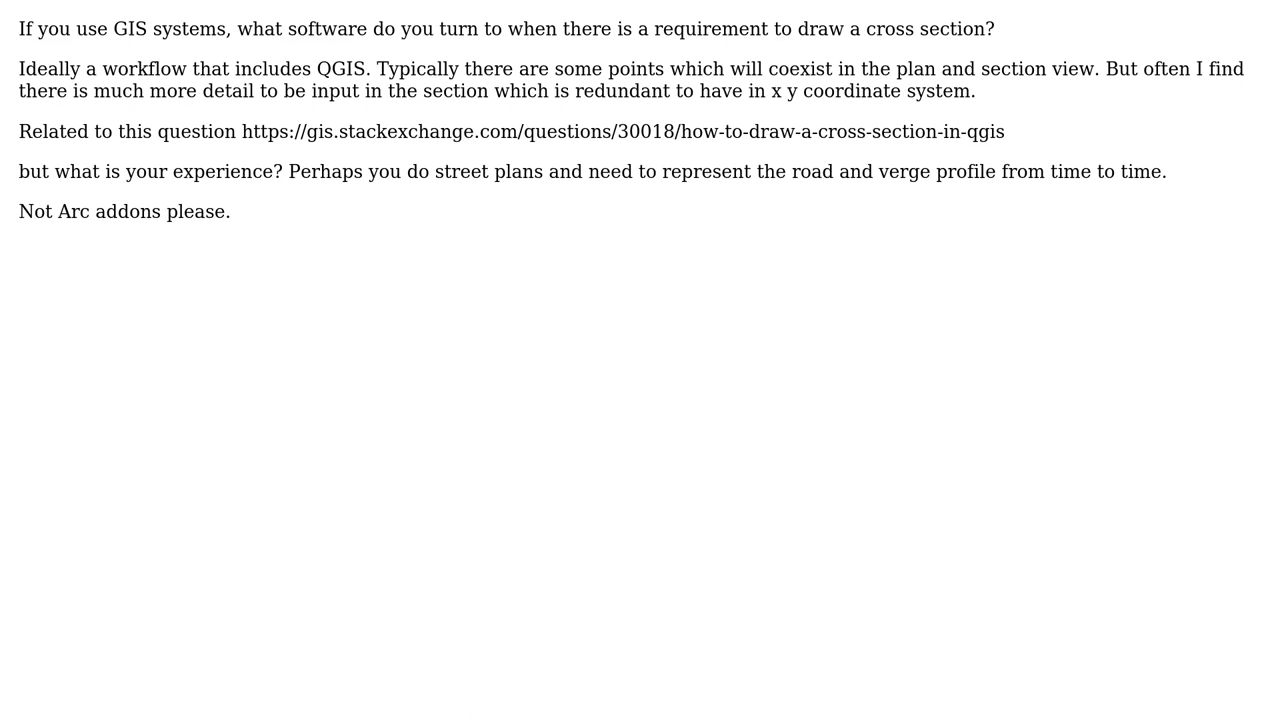 If you use GIS systems, what software do you turn to when there is a requirement to draw a cross section?
Ideally a workflow that includes QGIS. Typically there are some points which will coexist in the plan and section view. But often I find
there is much more detail to be input in the section which is redundant to have in x y coordinate system.
Related to this question https://gis.stackexchange.com/questions/30018/how-to-draw-a-cross-section-in-qgis
but what is your experience? Perhaps you do street plans and need to represent the road and verge profile from time to time.
Not Arc addons please.